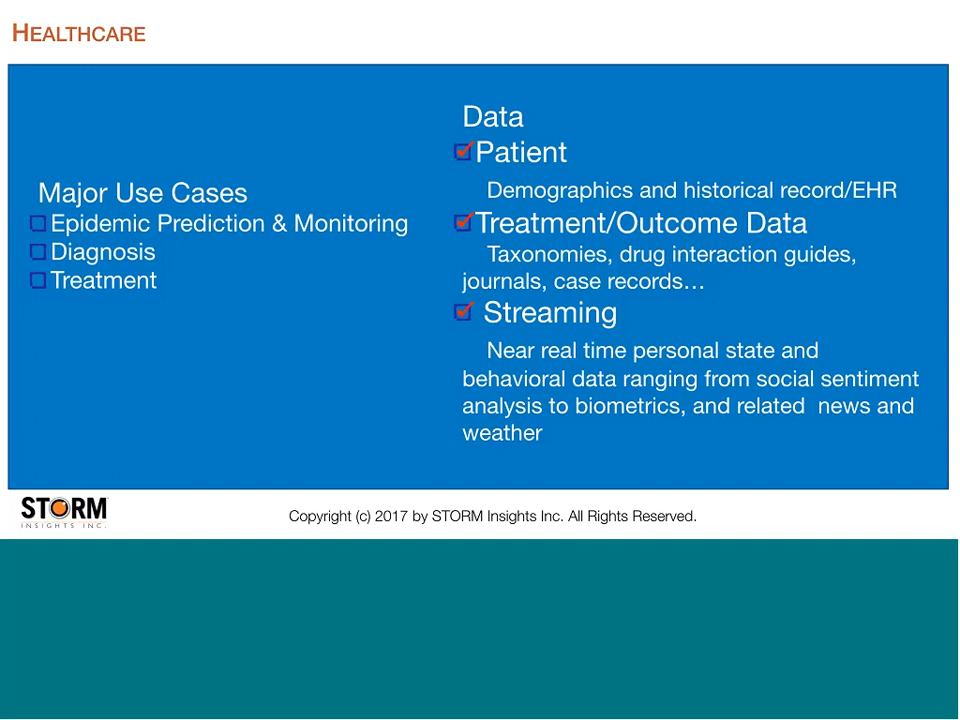 HEALTHCARE
Major Use Cases
Epidemic Prediction & Monitoring
Diagnosis
Treatment
Data
Patient
Demographics and historical record/EHR
Treatment/Outcome Data
Taxonomies, drug interaction guides,
journals, case records…
Streaming
Near real time personal state and
behavioral data ranging from social sentiment
analysis to biometrics, and related news and
weather
STORM
INSIGHTS INC.
Copyright (c) 2017 by STORM Insights Inc. All Rights Reserved.